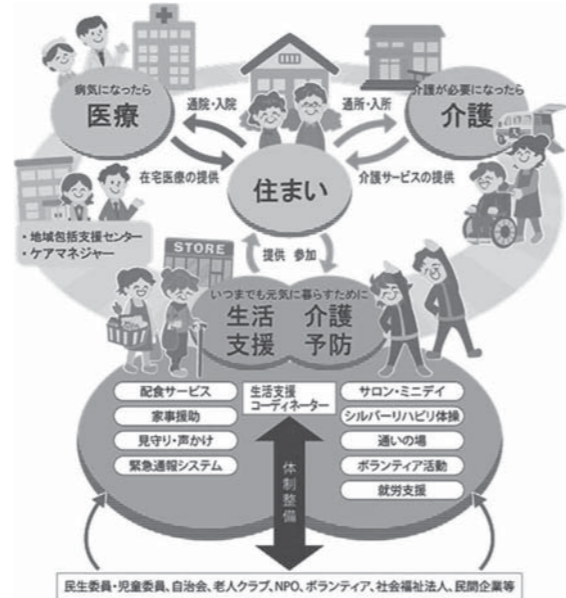 病気になったら
医療
通院・入院
通所・入所
介護が必要になったら
介護
在宅医療の提供
介護サービスの提供
住まい
・地域包括支援センター
・ケアマネジャー
STORE
提供 参加
いつまでも元気に暮らすために
生活
支援
介護
予防
配食サービス
家事援助
見守り・声かけ
緊急通報システム
生活支援
コーディネーター
サロン・ミニデイ
シルバーリハビリ体操
通いの場
ボランティア活動
就労支援
体制整備
民生委員・児童委員、自治会、老人クラブ、NPO、ボランティア、社会福祉法人、民間企業等